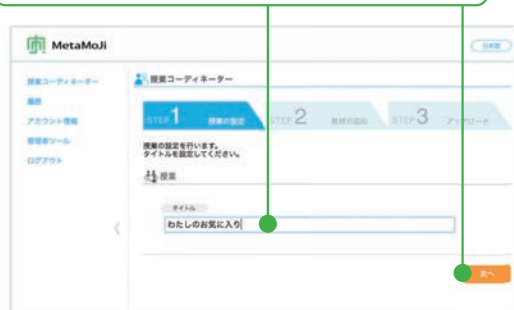 MetaMoJi
日本語
授業コーディネーター
履歴
アカウント情報
管理者ツール
ログアウト
授業コーディネーター
STEP 1 授業の設定
STEP 2 教材の追加
STEP 3 アップロード
授業の設定を行います。
タイトルを設定してください。
授業
タイトル
わたしのお気に入り
次へ